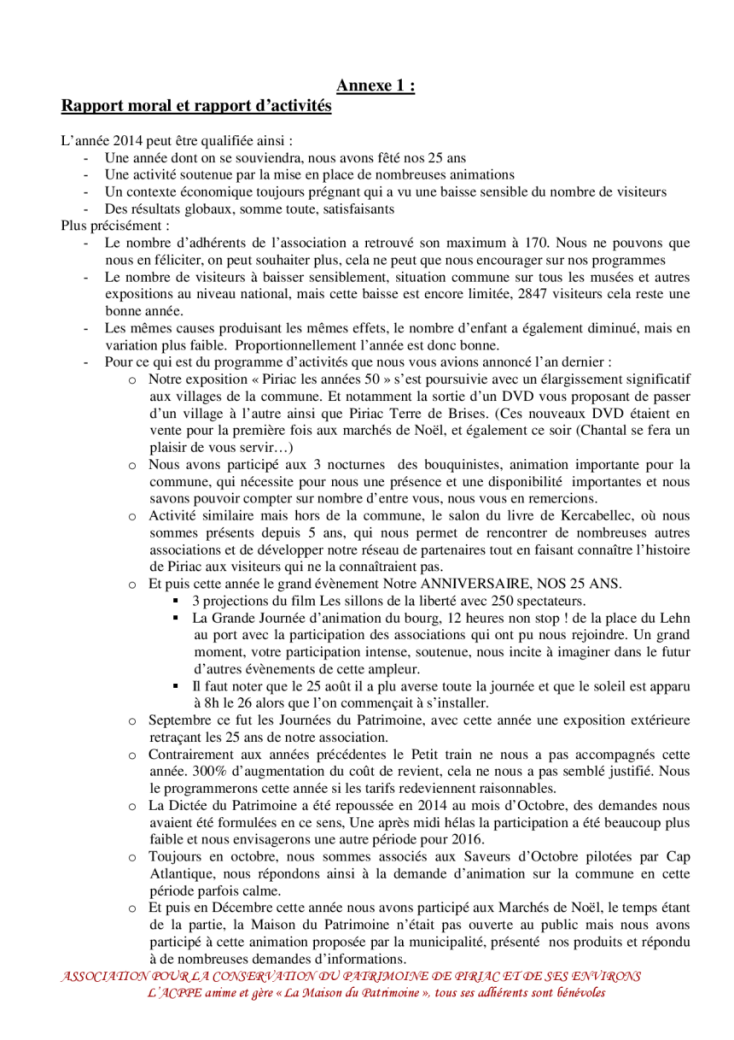 Annexe 1 :
Rapport moral et rapport d'activités
L'année 2014 peut être qualifiée ainsi :
- Une année dont on se souviendra, nous avons fêté nos 25 ans
- Une activité soutenue par la mise en place de nombreuses animations
- Un contexte économique toujours prégnant qui a vu une baisse sensible du nombre de visiteurs
- Des résultats globaux, somme toute, satisfaisants
Plus précisément :
- Le nombre d'adhérents de l'association a retrouvé son maximum à 170. Nous ne pouvons que
nous en féliciter, on peut souhaiter plus, cela ne peut que nous encourager sur nos programmes
- Le nombre de visiteurs à baisser sensiblement, situation commune sur tous les musées et autres
expositions au niveau national, mais cette baisse est encore limitée, 2847 visiteurs cela reste une
bonne année.
- Les mêmes causes produisant les mêmes effets, le nombre d'enfant a également diminué, mais en
variation plus faible. Proportionnellement l'année est donc bonne.
- Pour ce qui est du programme d'activités que nous vous avions annoncé l'an dernier :
o Notre exposition « Piriac les années 50 » s'est poursuivie avec un élargissement significatif
aux villages de la commune. Et notamment la sortie d'un DVD vous proposant de passer
d'un village à l'autre ainsi que Piriac Terre de Brises. (Ces nouveaux DVD étaient en
vente pour la première fois aux marchés de Noël, et également ce soir (Chantal se fera un
plaisir de vous servir…)
o Nous avons participé aux 3 nocturnes des bouquinistes, animation importante pour la
commune, qui nécessite pour nous une présence et une disponibilité importantes et nous
savons pouvoir compter sur nombre d'entre vous, nous vous en remercions.
o Activité similaire mais hors de la commune, le salon du livre de Kercabellec, où nous
sommes présents depuis 5 ans, qui nous permet de rencontrer de nombreuses autres
associations et de développer notre réseau de partenaires tout en faisant connaître l'histoire
de Piriac aux visiteurs qui ne la connaîtraient pas.
o Et puis cette année le grand évènement Notre ANNIVERSAIRE, NOS 25 ANS.
▪ 3 projections du film Les sillons de la liberté avec 250 spectateurs.
▪ La Grande Journée d'animation du bourg, 12 heures non stop ! de la place du Lehn
au port avec la participation des associations qui ont pu nous rejoindre. Un grand
moment, votre participation intense, soutenue, nous incite à imaginer dans le futur
d'autres évènements de cette ampleur.
▪ Il faut noter que le 25 août il a plu averse toute la journée et que le soleil est apparu
à 8h le 26 alors que l'on commençait à s'installer.
o Septembre ce fut les Journées du Patrimoine, avec cette année une exposition extérieure
retraçant les 25 ans de notre association.
o Contrairement aux années précédentes le Petit train ne nous a pas accompagnés cette
année. 300% d'augmentation du coût de revient, cela ne nous a pas semblé justifié. Nous
le programmerons cette année si les tarifs redeviennent raisonnables.
o La Dictée du Patrimoine a été repoussée en 2014 au mois d'Octobre, des demandes nous
avaient été formulées en ce sens, Une après midi hélas la participation a été beaucoup plus
faible et nous envisagerons une autre période pour 2016.
o Toujours en octobre, nous sommes associés aux Saveurs d'Octobre pilotées par Cap
Atlantique, nous répondons ainsi à la demande d'animation sur la commune en cette
période parfois calme.
o Et puis en Décembre cette année nous avons participé aux Marchés de Noël, le temps étant
de la partie, la Maison du Patrimoine n'était pas ouverte au public mais nous avons
participé à cette animation proposée par la municipalité, présenté nos produits et répondu
à de nombreuses demandes d'informations.
ASSOCIATION POUR LA CONSERVATION DU PATRIMOINE DE PIRIAC ET DE SES ENVIRONS
L'ACPPE anime et gère « La Maison du Patrimoine », tous ses adhérents sont bénévoles